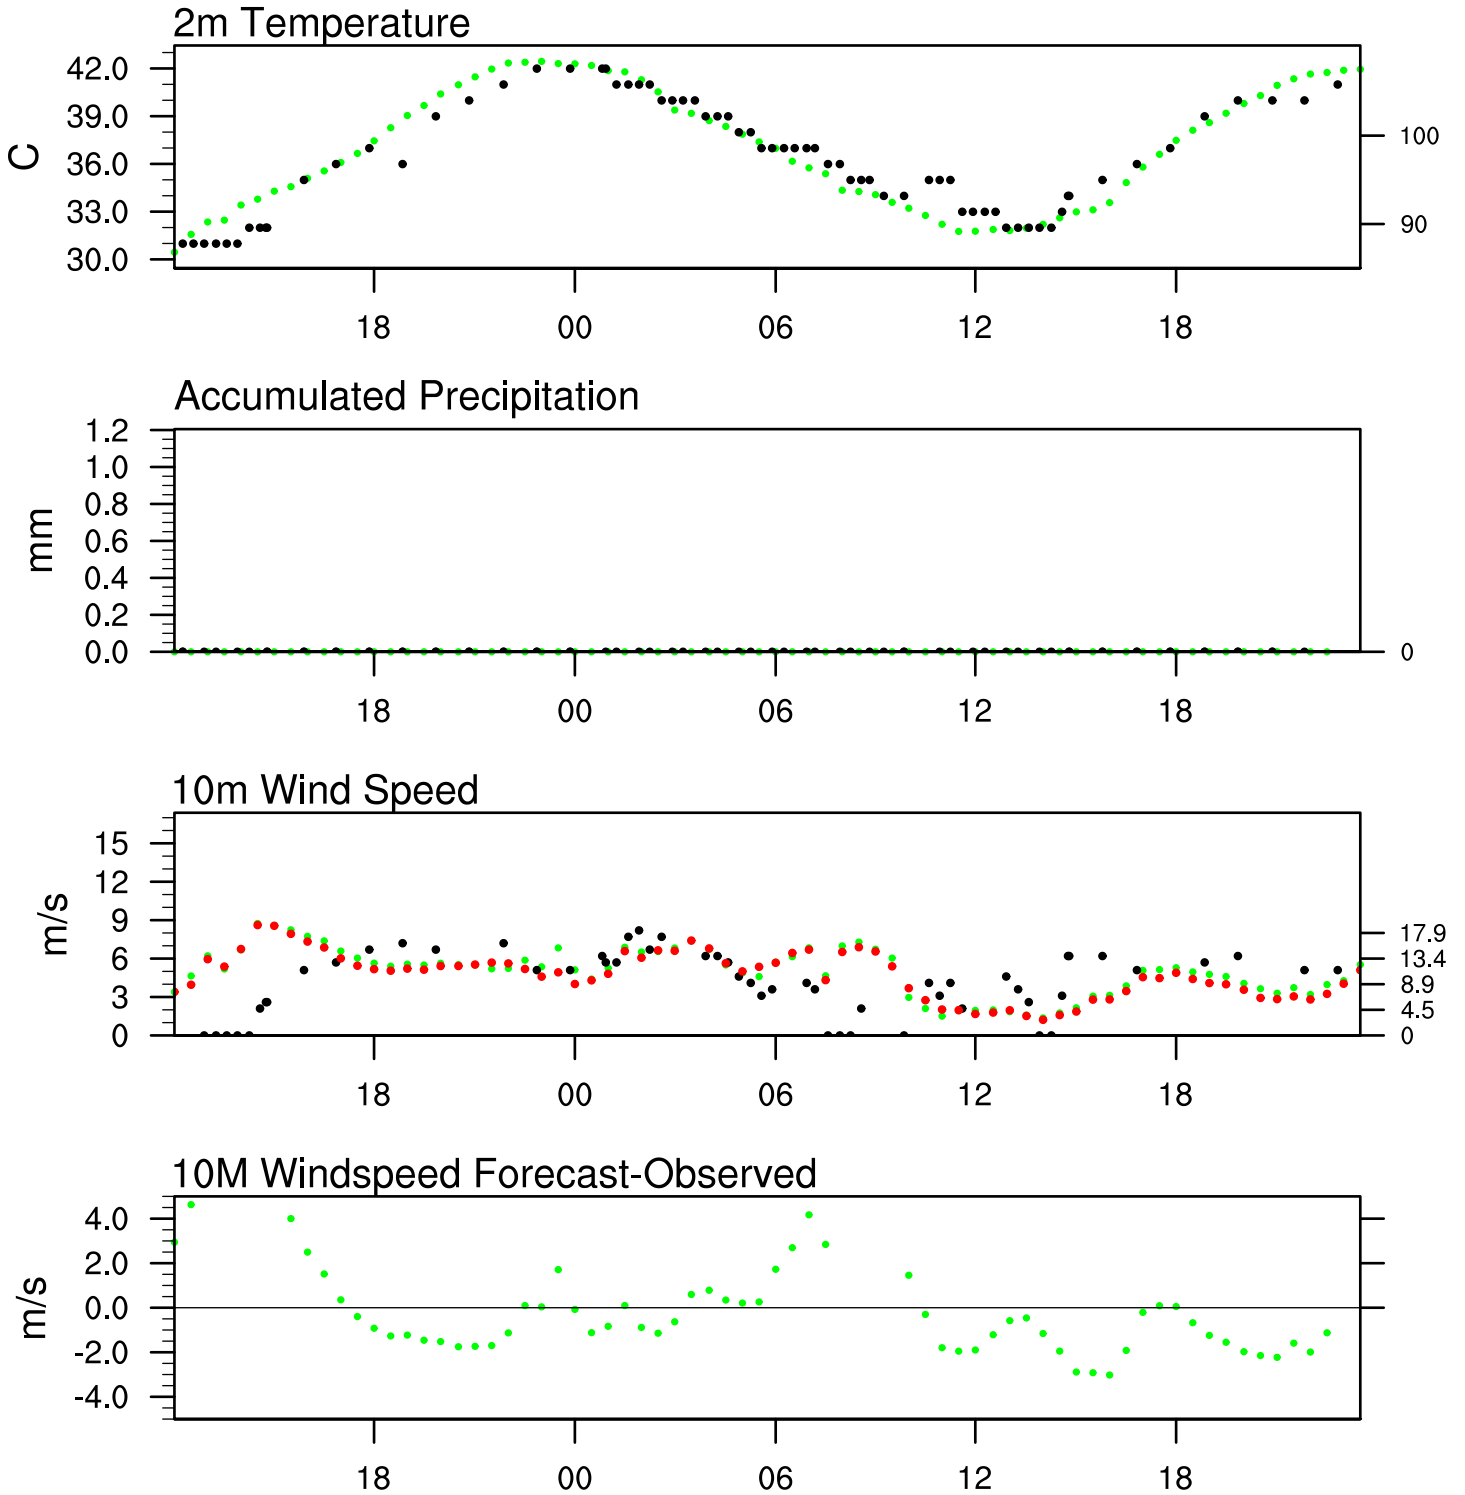 2m Temperature
42.0
39.0
100
36.0
C
33.0
90
30.0
18 00 06 12 18
Accumulated Precipitation
1.2
1.0
0.8
0.6
mm
0.4
0.2
0.0 0
18 00 06 12 18
10m Wind Speed
15
12
9
17.9
m/s
6 13.4
8.9
3
4.5
0 0
18 00 06 12 18
10M Windspeed Forecast-Observed
4.0
2.0
0.0
m/s
-2.0
-4.0
18 00 06 12 18